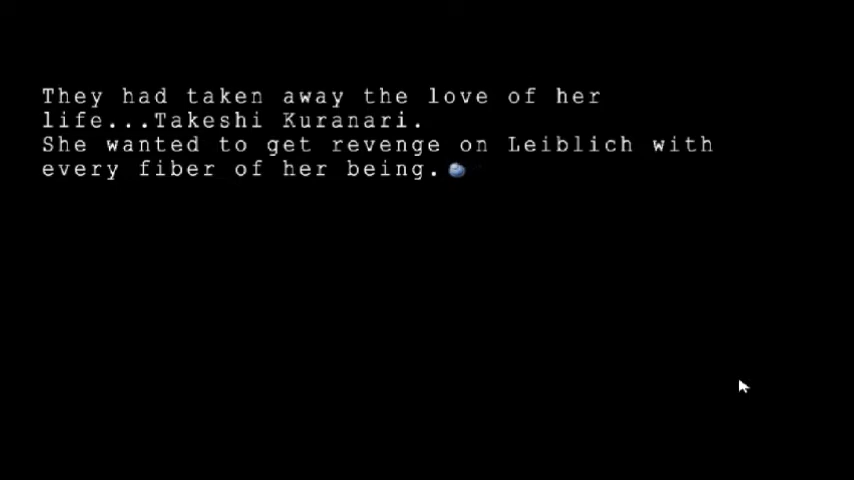 They had taken away the love of her
life...Takeshi Kuranari.
She wanted to get revenge on Leiblich with
every fiber of her being.